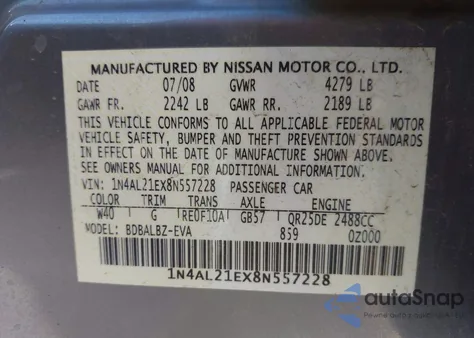 MANUFACTURED BY NISSAN MOTOR CO., LTD.
DATE 07/08 GVWR 4279 LB
GAWR FR. 2242 LB GAWR RR. 2189 LB
THIS VEHICLE CONFORMS TO ALL APPLICABLE FEDERAL MOTOR
VEHICLE SAFETY, BUMPER AND THEFT PREVENTION STANDARDS
IN EFFECT ON THE DATE OF MANUFACTURE SHOWN ABOVE.
SEE OWNERS MANUAL FOR ADDITIONAL INFORMATION.
VIN: 1N4AL21EX8N557228 PASSENGER CAR
COLOR TRIM TRANS AXLE ENGINE
W40 G RE0F10A GB57 QR25DE 2488CC
MODEL: BDBALBZ-EVA 859 0Z000
1N4AL21EX8N557228
autoSnap